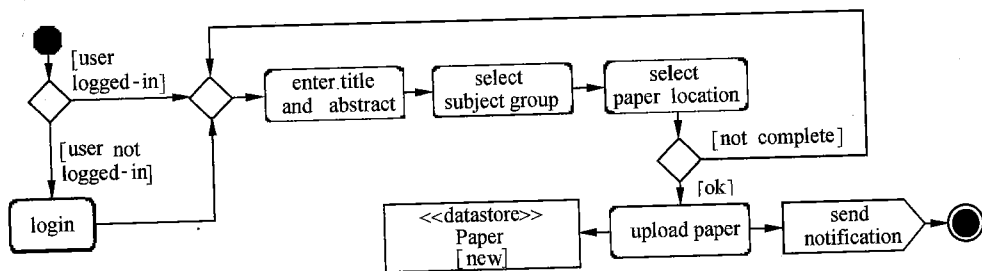 [user
logged-in]
enter title
and abstract
select
subject group
select
paper location
[not complete]
[user not
logged-in]
login
[ok]
<<datastore>>
Paper
[new]
upload paper
send
notification